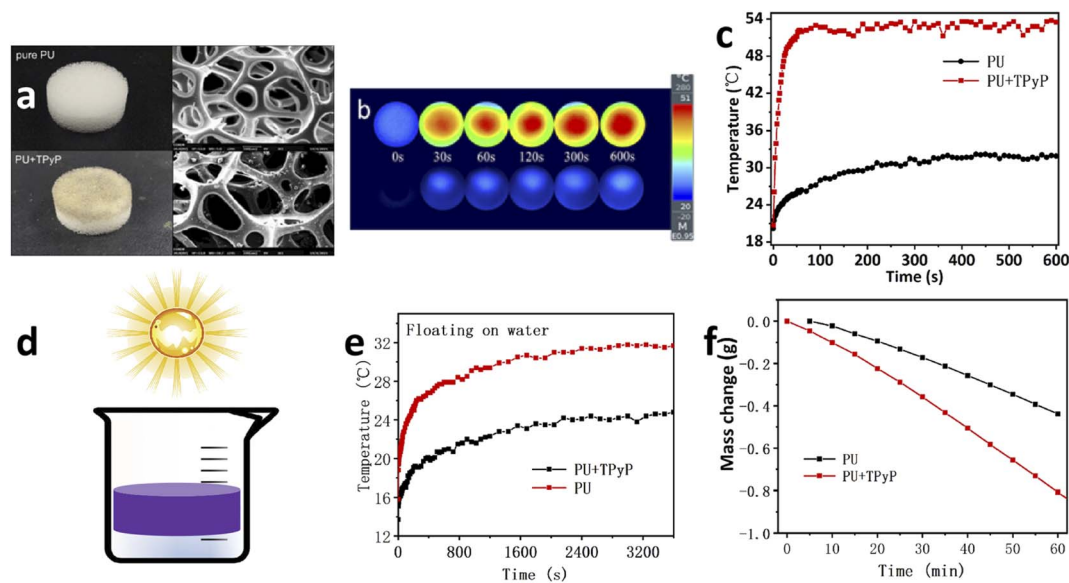 a
pure PU
PU+TPyP
b
0s 30s 60s 120s 300s 600s
°C
280
51
20
-20
M
E0.95
c
Temperature (℃)
54
48
42
36
30
24
18
PU
PU+TPyP
0 100 200 300 400 500 600
Time (s)
d
e
Floating on water
Temperature (℃)
32
28
24
20
16
12
PU+TPyP
PU
0 800 1600 2400 3200
Time (s)
f
Mass change (g)
0.0
-0.2
-0.4
-0.6
-0.8
-1.0
PU
PU+TPyP
0 10 20 30 40 50 60
Time (min)